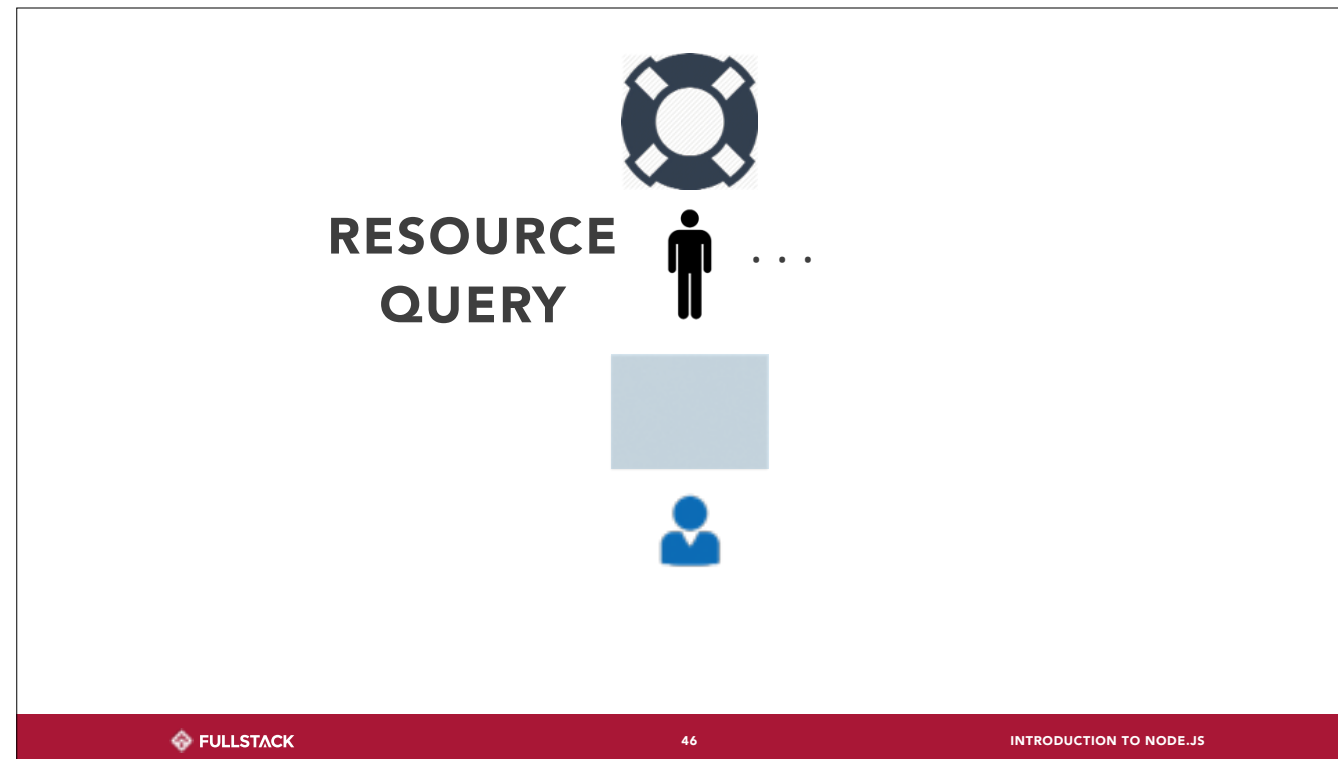 RESOURCE
QUERY
. . .
FULLSTACK
46
INTRODUCTION TO NODE.JS